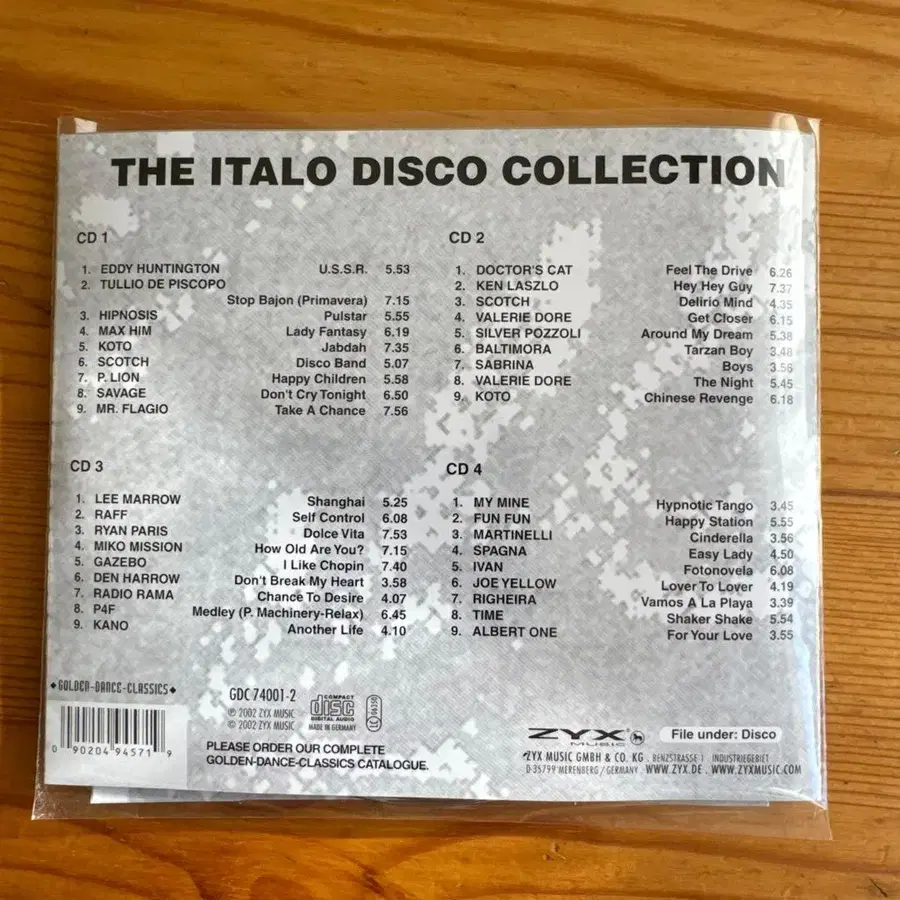 THE ITALO DISCO COLLECTION
CD 1
1. EDDY HUNTINGTON U.S.S.R. 5.53
2. TULLIO DE PISCOPO
Stop Bajon (Primavera) 7.15
3. HIPNOSIS Pulstar 5.55
4. MAX HIM Lady Fantasy 6.19
5. KOTO Jabdah 7.35
6. SCOTCH Disco Band 5.07
7. P. LION Happy Children 5.58
8. SAVAGE Don't Cry Tonight 6.50
9. MR. FLAGIO Take A Chance 7.56
CD 2
1. DOCTOR'S CAT Feel The Drive 6.26
2. KEN LASZLO Hey Hey Guy 7.37
3. SCOTCH Delirio Mind 4.35
4. VALERIE DORE Get Closer 6.15
5. SILVER POZZOLI Around My Dream 5.38
6. BALTIMORA Tarzan Boy 3.48
7. SABRINA Boys 3.56
8. VALERIE DORE The Night 5.45
9. KOTO Chinese Revenge 6.18
CD 3
1. LEE MARROW Shanghai 5.25
2. RAFF Self Control 6.08
3. RYAN PARIS Dolce Vita 7.53
4. MIKO MISSION How Old Are You? 7.15
5. GAZEBO I Like Chopin 7.40
6. DEN HARROW Don't Break My Heart 3.58
7. RADIO RAMA Chance To Desire 4.07
8. P4F Medley (P. Machinery-Relax) 6.45
9. KANO Another Life 4.10
CD 4
1. MY MINE Hypnotic Tango 3.45
2. FUN FUN Happy Station 5.55
3. MARTINELLI Cinderella 3.56
4. SPAGNA Easy Lady 4.50
5. IVAN Fotonovela 6.08
6. JOE YELLOW Lover To Lover 4.19
7. RIGHEIRA Vamos A La Playa 3.39
8. TIME Shaker Shake 5.54
9. ALBERT ONE For Your Love 3.55
GOLDEN-DANCE-CLASSICS
0 90204 94571 9
GDC 74001-2
℗ 2002 ZYX MUSIC
© 2002 ZYX MUSIC
COMPACT
disc
DIGITAL AUDIO
MADE IN GERMANY
LC 06350
PLEASE ORDER OUR COMPLETE
GOLDEN-DANCE-CLASSICS CATALOGUE.
ZYX
MUSIC
File under: Disco
ZYX MUSIC GMBH & CO. KG . BENZSTRASSE 1 INDUSTRIEGEBIET
D-35799 MERENBERG / GERMANY . WWW.ZYX.DE . WWW.ZYXMUSIC.COM